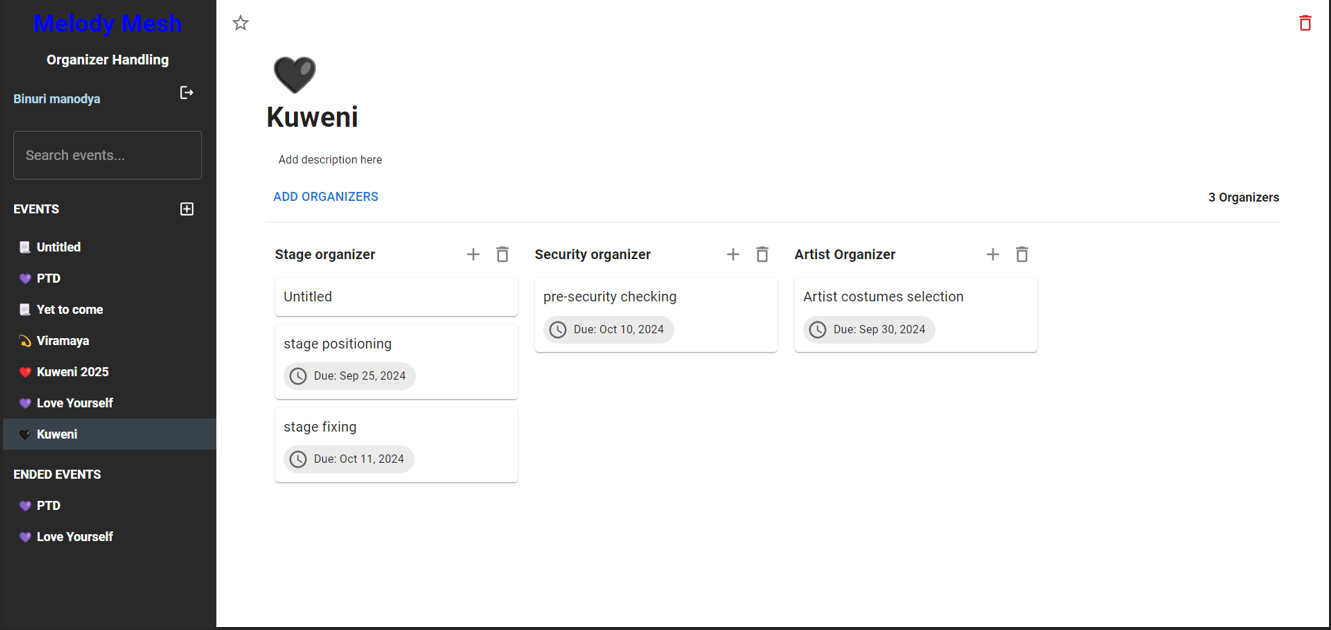 Melody Mesh
Organizer Handling
Binuri manodya
Search events...
EVENTS
Untitled
PTD
Yet to come
Viramaya
Kuweni 2025
Love Yourself
Kuweni
ENDED EVENTS
PTD
Love Yourself
Kuweni
Add description here
ADD ORGANIZERS
3 Organizers
Stage organizer
Untitled
stage positioning
Due: Sep 25, 2024
stage fixing
Due: Oct 11, 2024
Security organizer
pre-security checking
Due: Oct 10, 2024
Artist Organizer
Artist costumes selection
Due: Sep 30, 2024